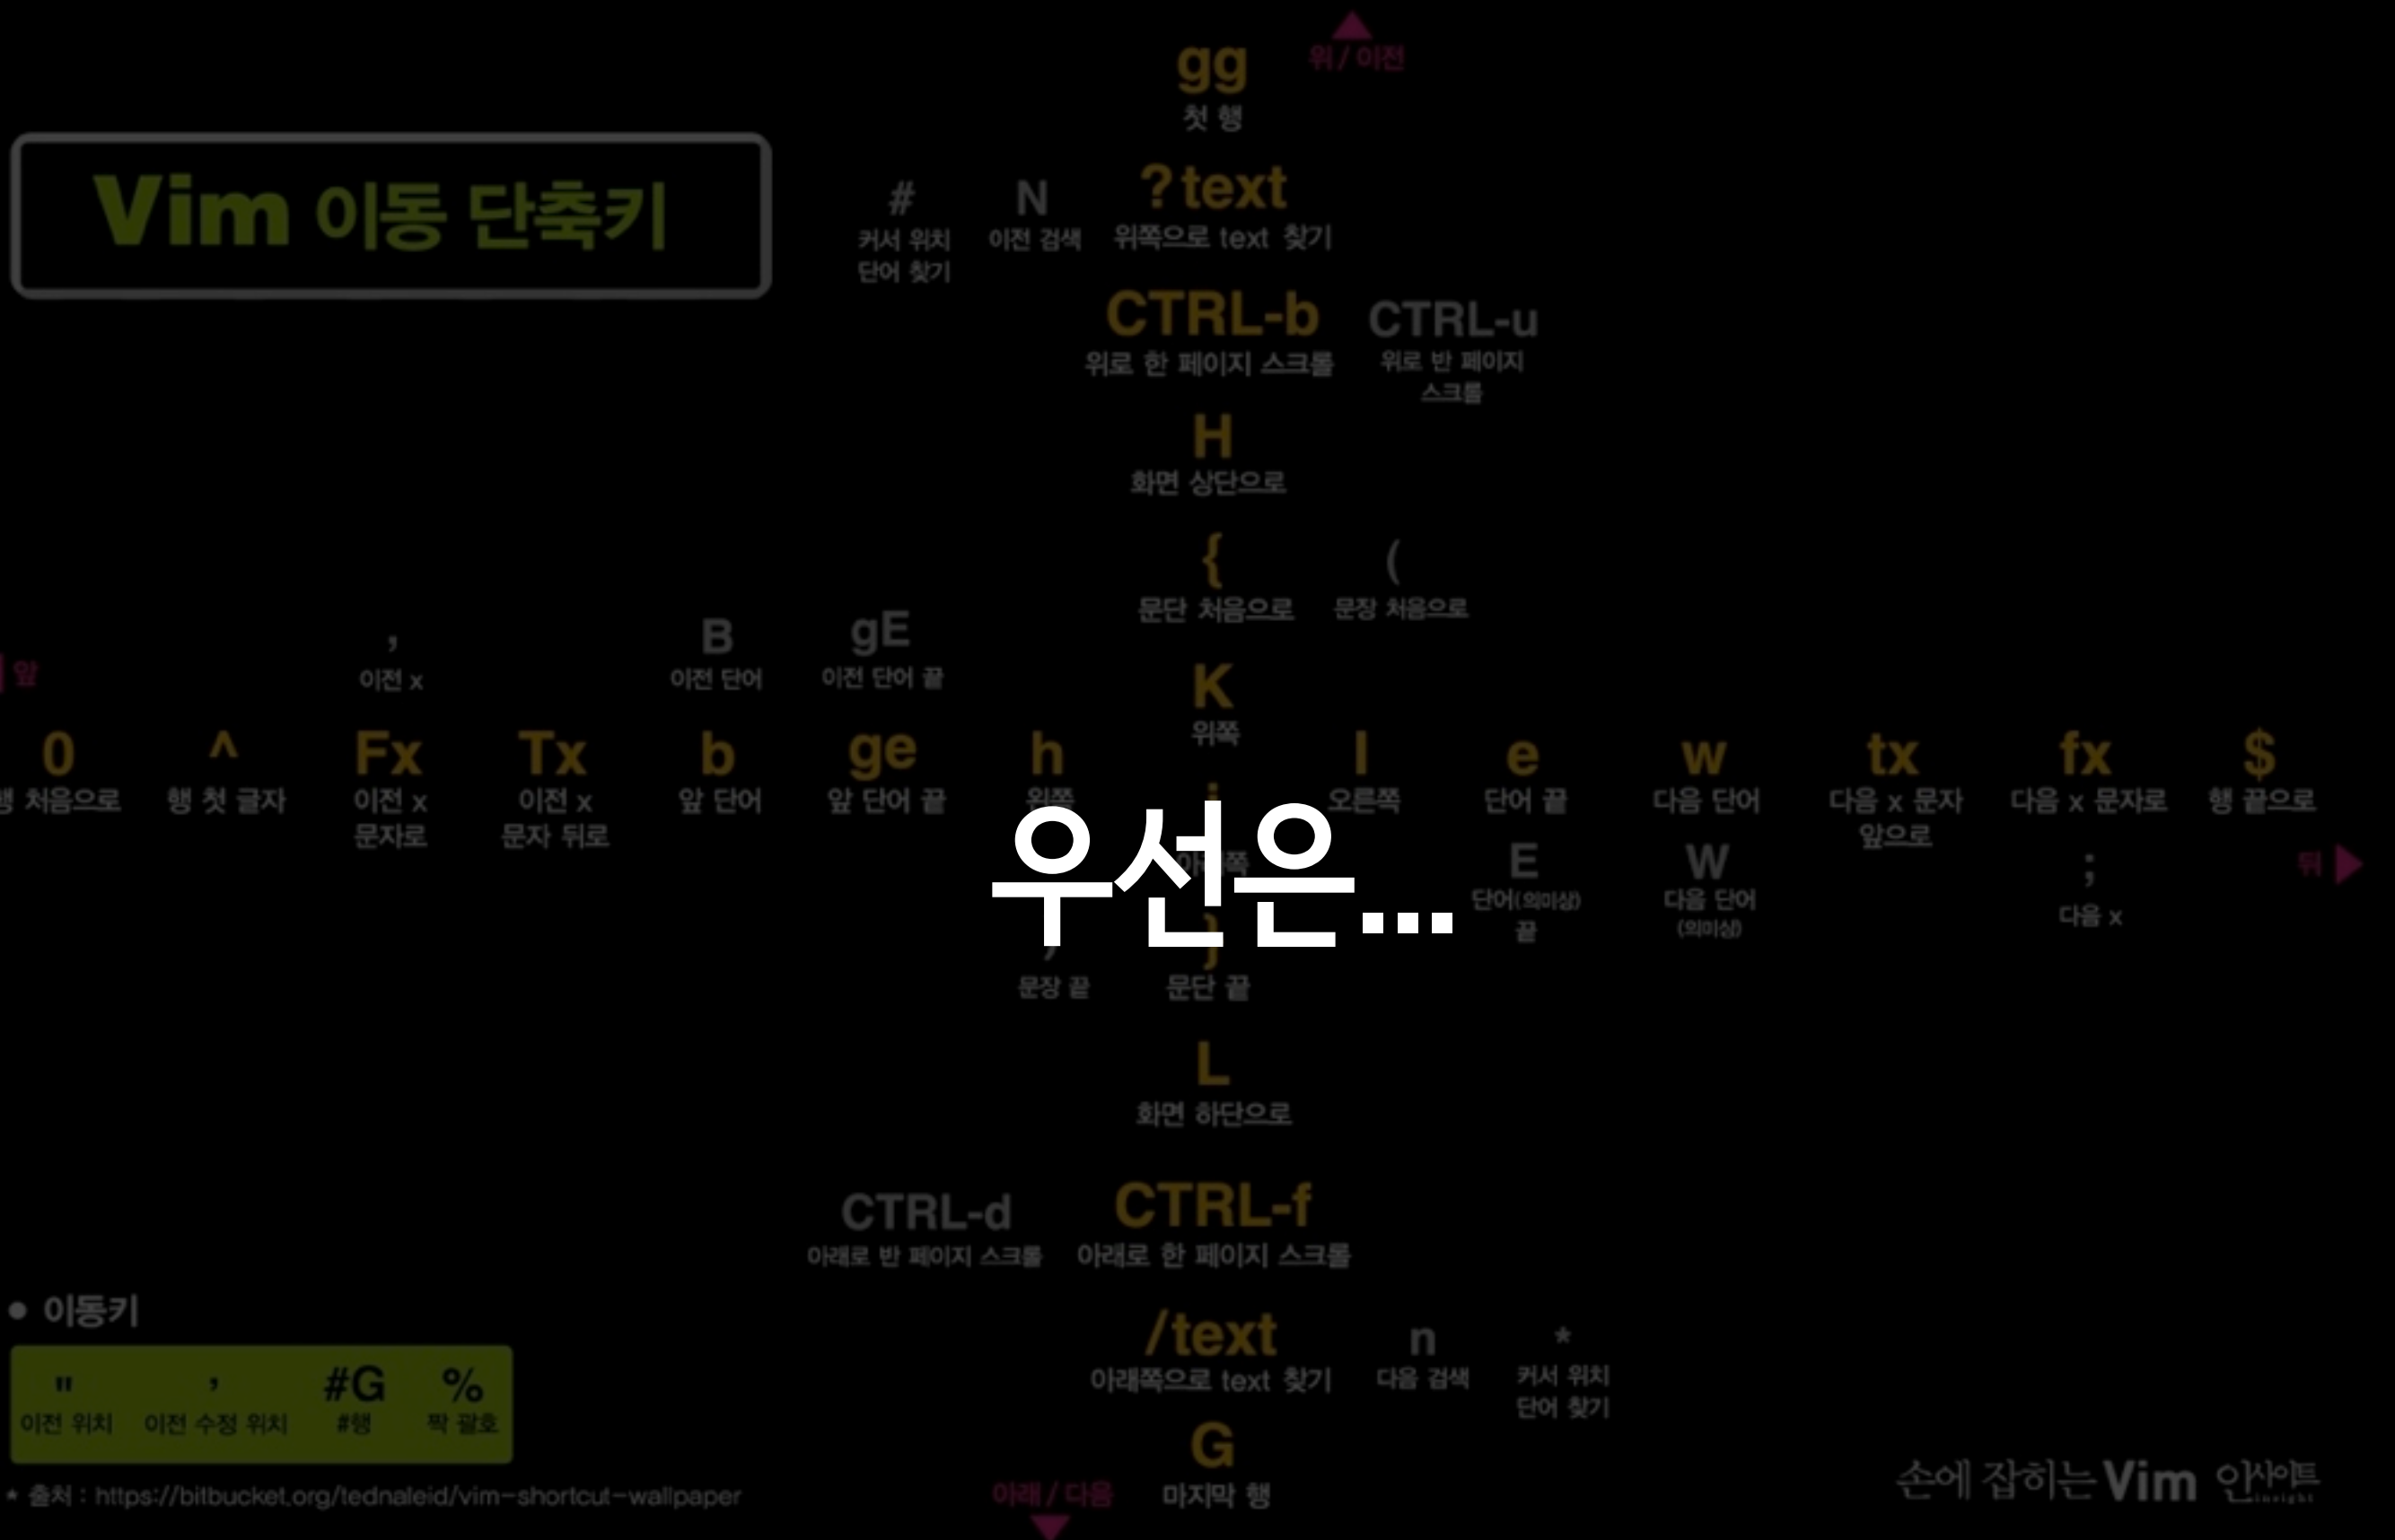 위 / 이전
gg
첫 행
Vim 이동 단축키
# N ?text
커서 위치 이전 검색 위쪽으로 text 찾기
단어 찾기
CTRL-b CTRL-u
위로 한 페이지 스크롤 위로 반 페이지
스크롤
H
화면 상단으로
{ (
문단 처음으로 문장 처음으로
, B gE
이전 x 이전 단어 이전 단어 끝
앞
K
위쪽
0 ^ Fx Tx b ge h l e w tx fx $
행 처음으로 행 첫 글자 이전 x 이전 x 앞 단어 앞 단어 끝 왼쪽 오른쪽 단어 끝 다음 단어 다음 x 문자 다음 x 문자로 행 끝으로
문자로 문자 뒤로 앞으로
우선은...
아래쪽
E W ; 뒤
단어(의미상) 다음 단어 다음 x
끝 (의미상)
) }
문장 끝 문단 끝
L
화면 하단으로
CTRL-d CTRL-f
아래로 반 페이지 스크롤 아래로 한 페이지 스크롤
• 이동키
/text n *
아래쪽으로 text 찾기 다음 검색 커서 위치
단어 찾기
" ’ #G %
이전 위치 이전 수정 위치 #행 짝 괄호
G
마지막 행
아래 / 다음
* 출처 : https://bitbucket.org/tednaleid/vim-shortcut-wallpaper
손에 잡히는 Vim 인사이트
insight